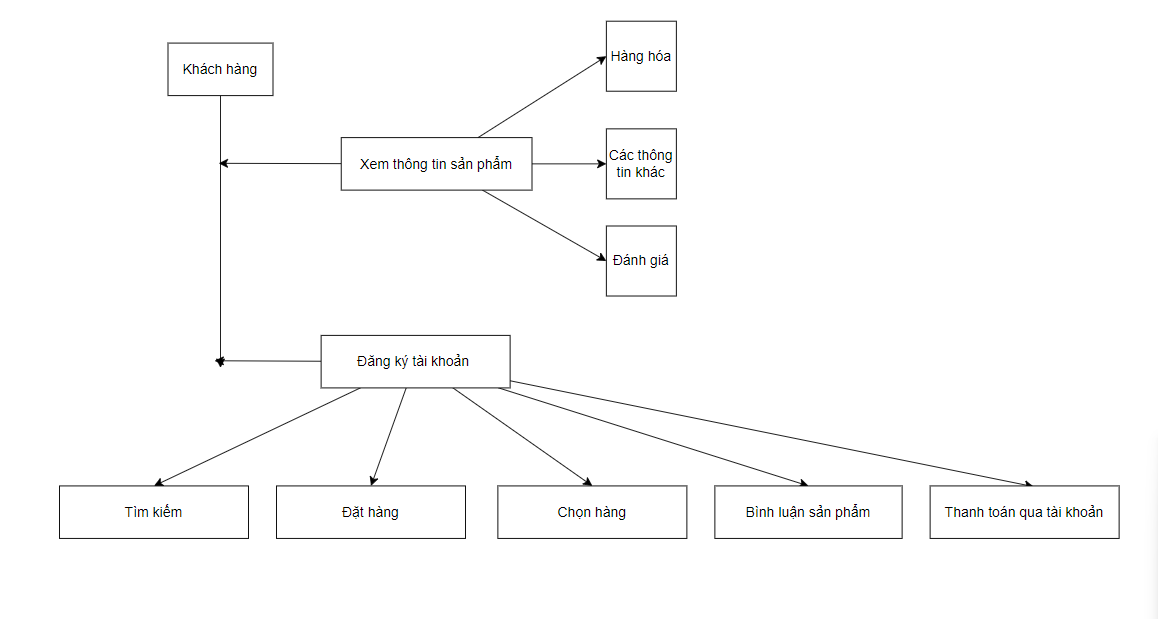 Khách hàng
Hàng hóa
Xem thông tin sản phẩm
Các thông
tin khác
Đánh giá
Đăng ký tài khoản
Tìm kiếm
Đặt hàng
Chọn hàng
Bình luận sản phẩm
Thanh toán qua tài khoản